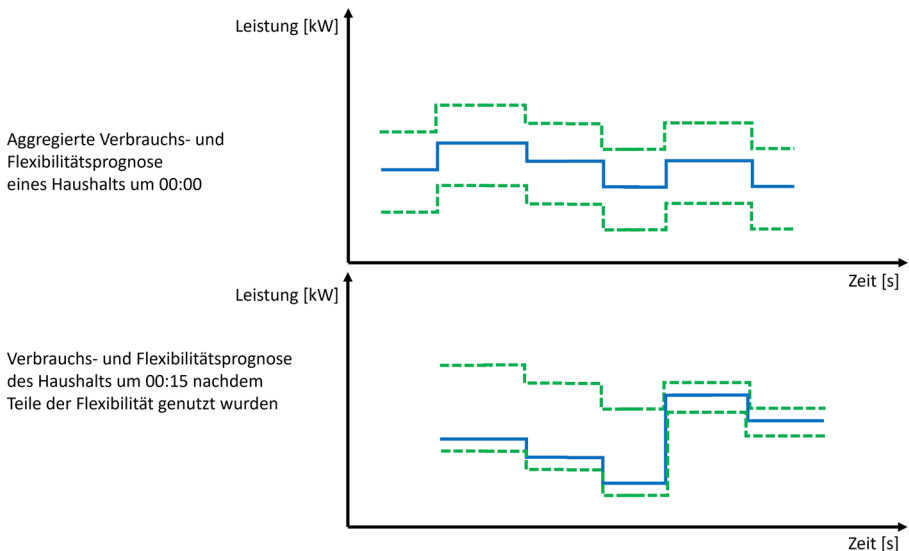 Leistung [kW]
Aggregierte Verbrauchs- und
Flexibilitätsprognose
eines Haushalts um 00:00
Zeit [s]
Leistung [kW]
Verbrauchs- und Flexibilitätsprognose
des Haushalts um 00:15 nachdem
Teile der Flexibilität genutzt wurden
Zeit [s]